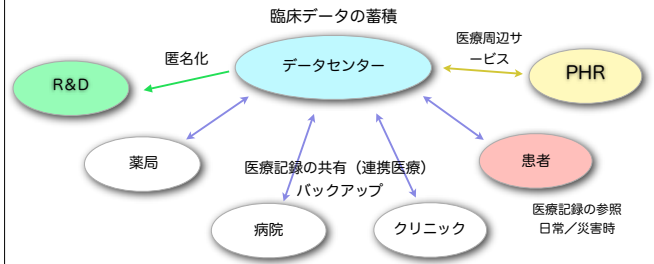 臨床データの蓄積
医療周辺サ
ービス
匿名化
データセンター
PHR
R&D
薬局
医療記録の共有（連携医療）
バックアップ
患者
医療記録の参照
日常／災害時
病院
クリニック